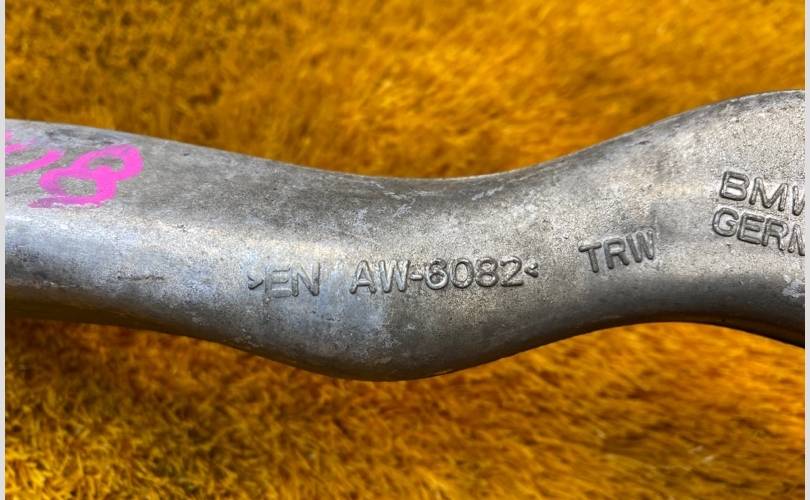 >EN AW-6082<
TRW
BMW
GERM